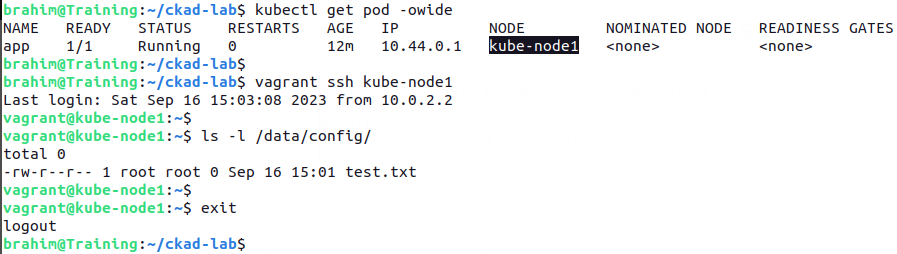 brahim@Training:~/ckad-lab$ kubectl get pod -owide
NAME   READY   STATUS    RESTARTS   AGE   IP          NODE         NOMINATED NODE   READINESS GATES
app    1/1     Running   0          12m   10.44.0.1   kube-node1   <none>           <none>
brahim@Training:~/ckad-lab$
brahim@Training:~/ckad-lab$ vagrant ssh kube-node1
Last login: Sat Sep 16 15:03:08 2023 from 10.0.2.2
vagrant@kube-node1:~$
vagrant@kube-node1:~$ ls -l /data/config/
total 0
-rw-r--r-- 1 root root 0 Sep 16 15:01 test.txt
vagrant@kube-node1:~$
vagrant@kube-node1:~$ exit
logout
brahim@Training:~/ckad-lab$